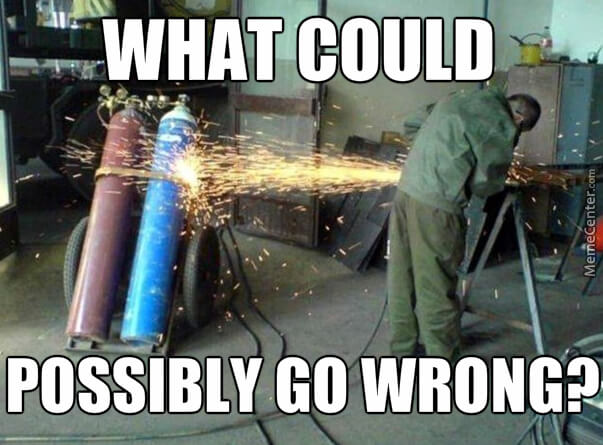 WHAT COULD
POSSIBLY GO WRONG?
MemeCenter.com